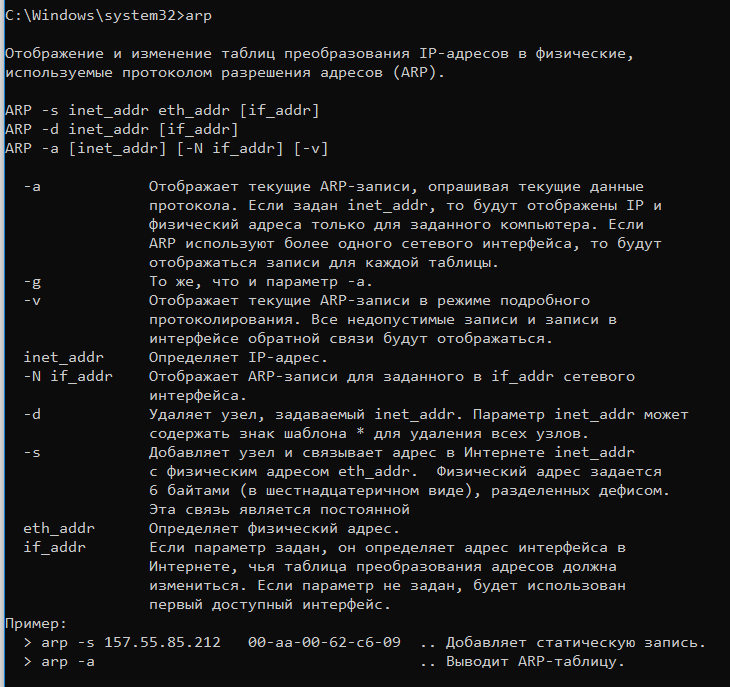 C:\Windows\system32>arp
Отображение и изменение таблиц преобразования IP-адресов в физические,
используемые протоколом разрешения адресов (ARP).
ARP -s inet_addr eth_addr [if_addr]
ARP -d inet_addr [if_addr]
ARP -a [inet_addr] [-N if_addr] [-v]
-a Отображает текущие ARP-записи, опрашивая текущие данные
протокола. Если задан inet_addr, то будут отображены IP и
физический адреса только для заданного компьютера. Если
ARP используют более одного сетевого интерфейса, то будут
отображаться записи для каждой таблицы.
-g То же, что и параметр -a.
-v Отображает текущие ARP-записи в режиме подробного
протоколирования. Все недопустимые записи и записи в
интерфейсе обратной связи будут отображаться.
inet_addr Определяет IP-адрес.
-N if_addr Отображает ARP-записи для заданного в if_addr сетевого
интерфейса.
-d Удаляет узел, задаваемый inet_addr. Параметр inet_addr может
содержать знак шаблона * для удаления всех узлов.
-s Добавляет узел и связывает адрес в Интернете inet_addr
с физическим адресом eth_addr.  Физический адрес задается
6 байтами (в шестнадцатеричном виде), разделенных дефисом.
Эта связь является постоянной
eth_addr Определяет физический адрес.
if_addr Если параметр задан, он определяет адрес интерфейса в
Интернете, чья таблица преобразования адресов должна
измениться. Если параметр не задан, будет использован
первый доступный интерфейс.
Пример:
> arp -s 157.55.85.212   00-aa-00-62-c6-09  .. Добавляет статическую запись.
> arp -a                                    .. Выводит ARP-таблицу.